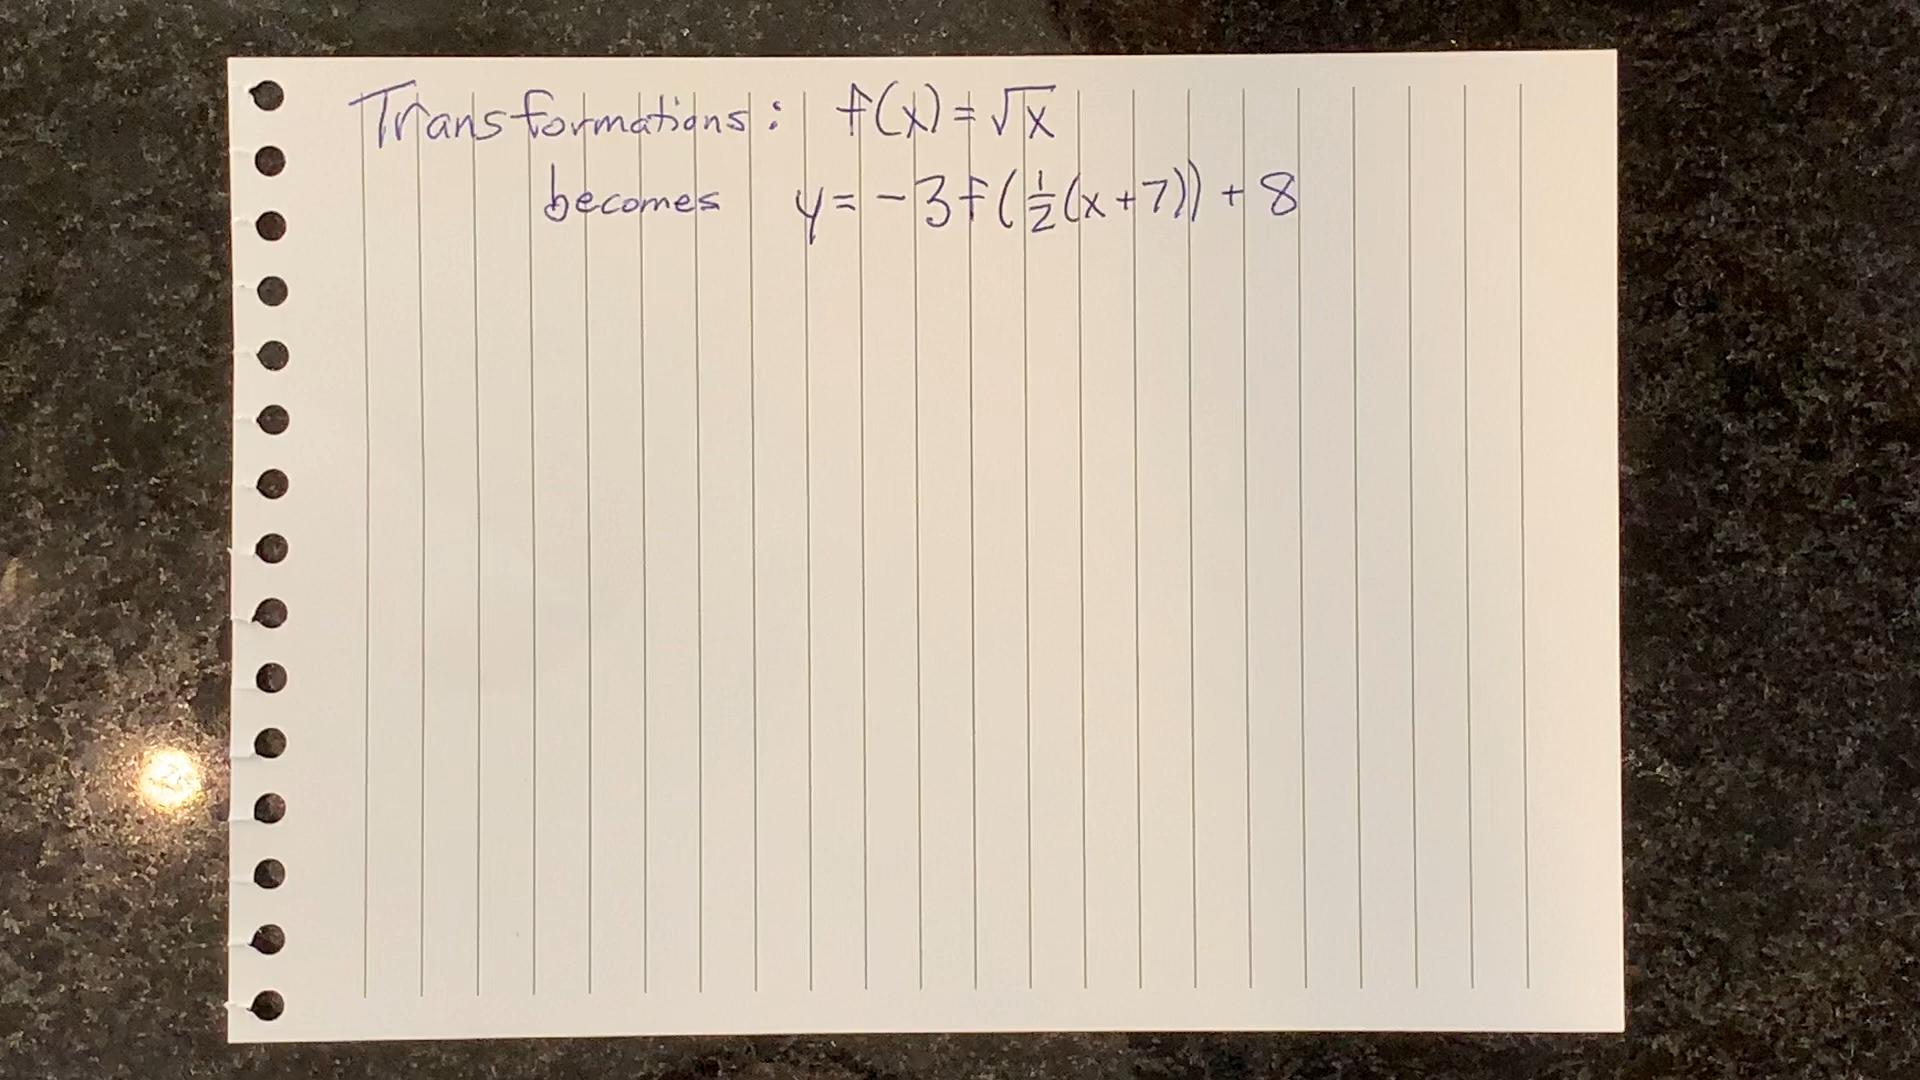 Transformations: f(x) = √x
becomes y = -3f(½(x+7)) + 8